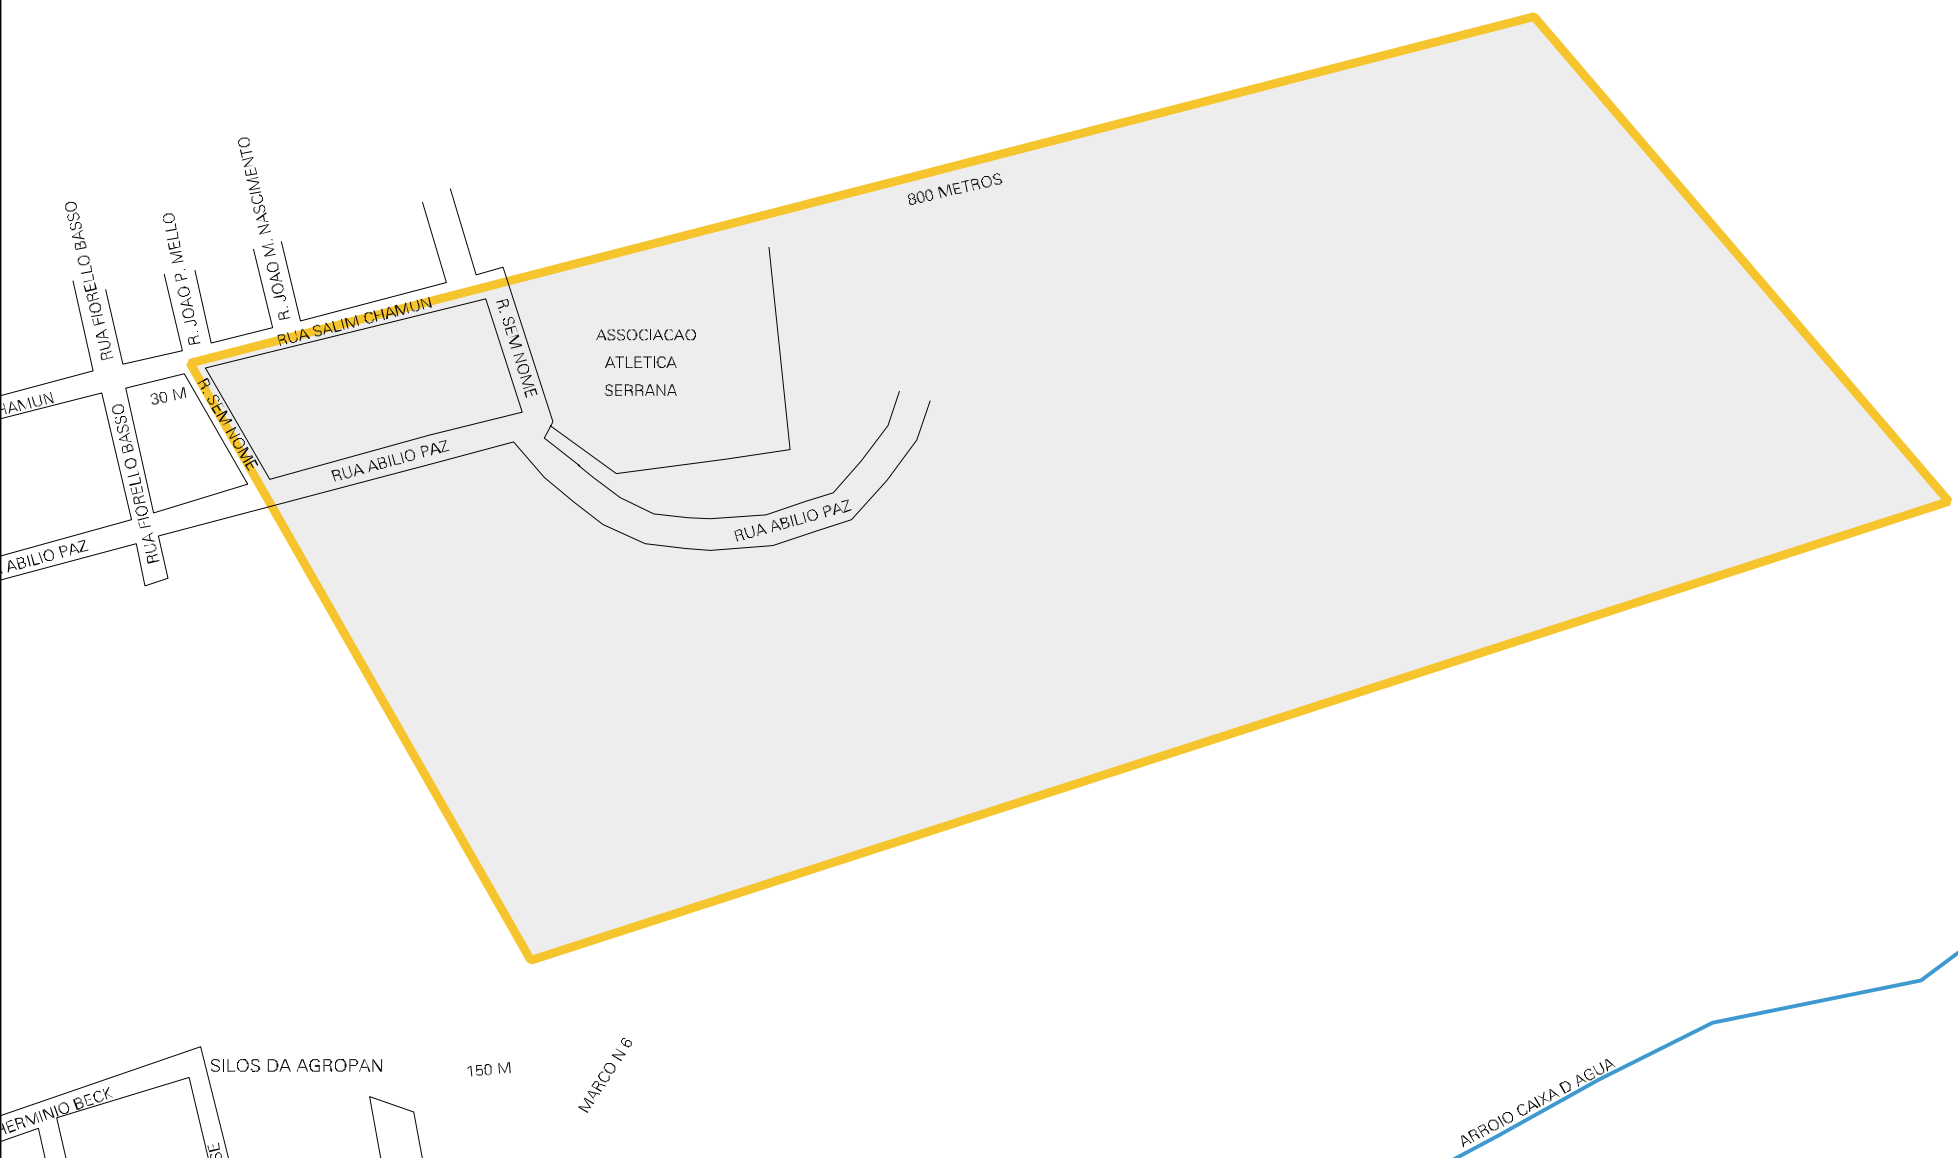 800 METROS
RUA FIORELLO BASSO
R. JOAO P. MELLO
R. JOAO M. NASCIMENTO
RUA SALIM CHAMUN
R. SEM NOME
ASSOCIACAO
ATLETICA
SERRANA
HAMUN
30 M
R. SEM NOME
RUA FIORELLO BASSO
RUA ABILIO PAZ
RUA ABILIO PAZ
ABILIO PAZ
SILOS DA AGROPAN
150 M
MARCO N 6
ARROIO CAIXA D AGUA
HERMINIO BECK
SE